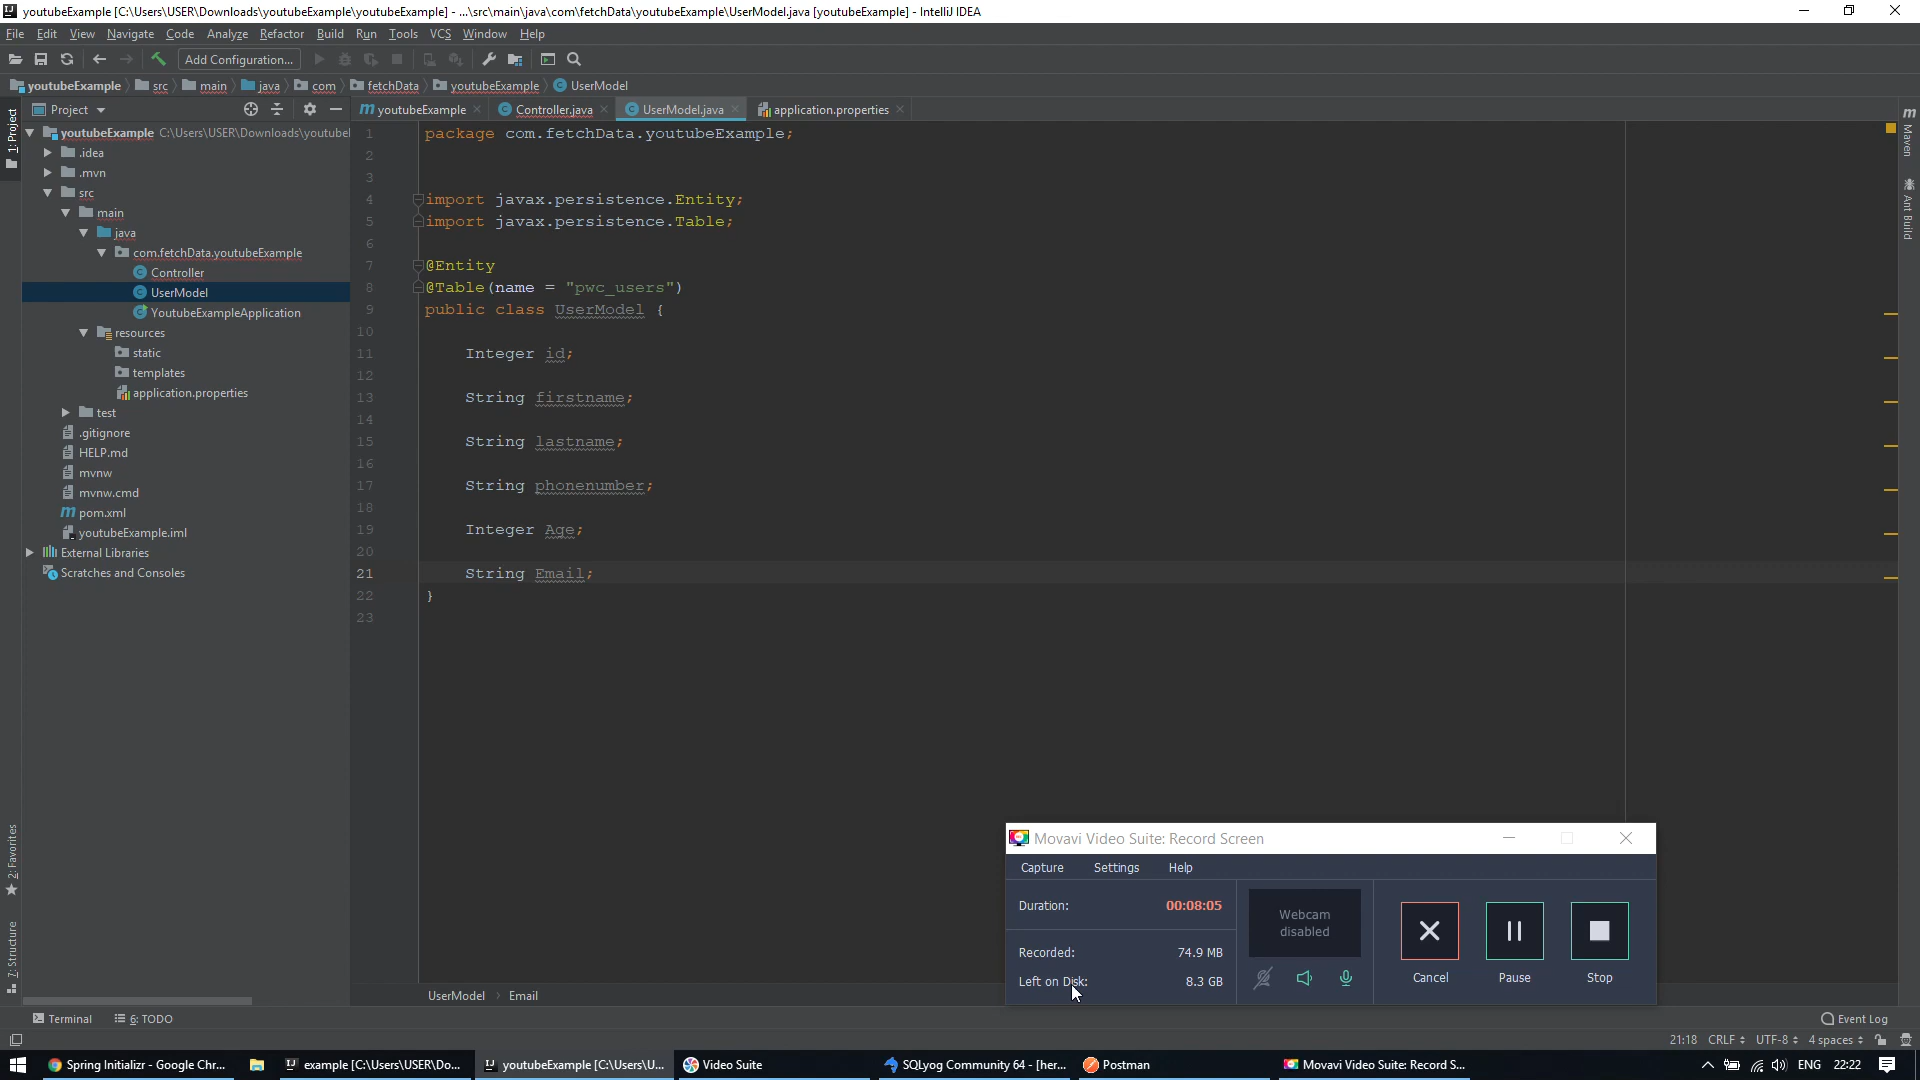 youtubeExample [C:\Users\USER\Downloads\youtubeExample\youtubeExample] - ...\src\main\java\com\fetchData\youtubeExample\UserModel.java [youtubeExample] - IntelliJ IDEA
File Edit View Navigate Code Analyze Refactor Build Run Tools VCS Window Help
Add Configuration...
youtubeExample src main java com fetchData youtubeExample UserModel
Project
youtubeExample Controller.java UserModel.java application.properties
1: Project
youtubeExample C:\Users\USER\Downloads\youtubel
.idea
.mvn
src
main
java
com.fetchData.youtubeExample
Controller
UserModel
YoutubeExampleApplication
resources
static
templates
application.properties
test
.gitignore
HELP.md
mvnw
mvnw.cmd
pom.xml
youtubeExample.iml
External Libraries
Scratches and Consoles
2: Favorites
7: Structure
1 package com.fetchData.youtubeExample;
2
3
4 import javax.persistence.Entity;
5 import javax.persistence.Table;
6
7 @Entity
8 @Table(name = "pwc_users")
9 public class UserModel {
10
11 Integer id;
12
13 String firstname;
14
15 String lastname;
16
17 String phonenumber;
18
19 Integer Age;
20
21 String Email;
22 }
23
Maven
Ant Build
UserModel › Email
Movavi Video Suite: Record Screen
Capture Settings Help
Duration: 00:08:05
Recorded: 74.9 MB
Left on Disk: 8.3 GB
Webcam
disabled
Cancel Pause Stop
Terminal 6: TODO
Event Log
21:18 CRLF UTF-8 4 spaces
Spring Initializr - Google Chr...
example [C:\Users\USER\Do...
youtubeExample [C:\Users\U...
Video Suite
SQLyog Community 64 - [her...
Postman
Movavi Video Suite: Record S...
ENG 22:22